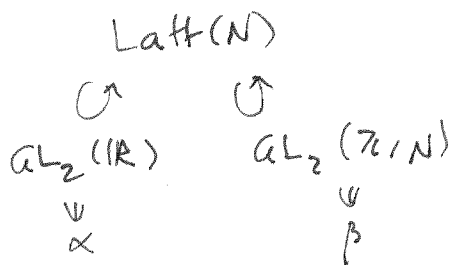 Latt(N)
↺ ↺
GL₂(ℝ) GL₂(ℤ/N)
⇓ ⇓
α β